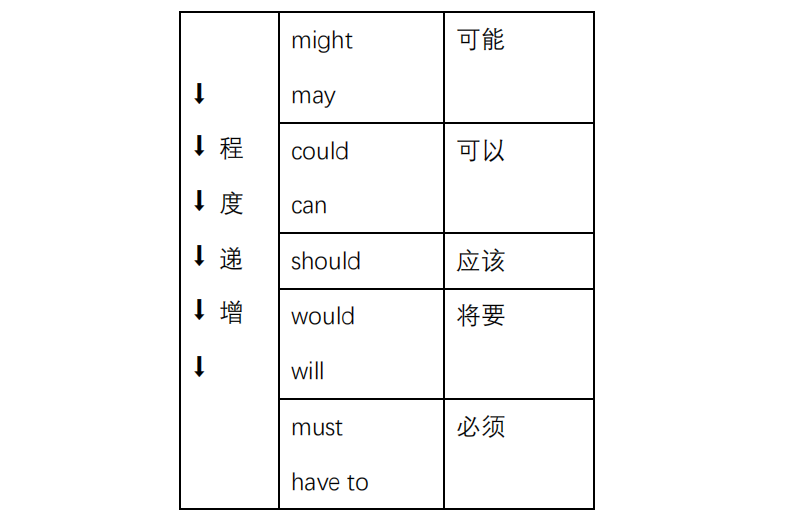 might 可能
↓ may
↓ 程 could 可以
↓ 度 can
↓ 递 should 应该
↓ 增 would 将要
↓ will
must 必须
have to